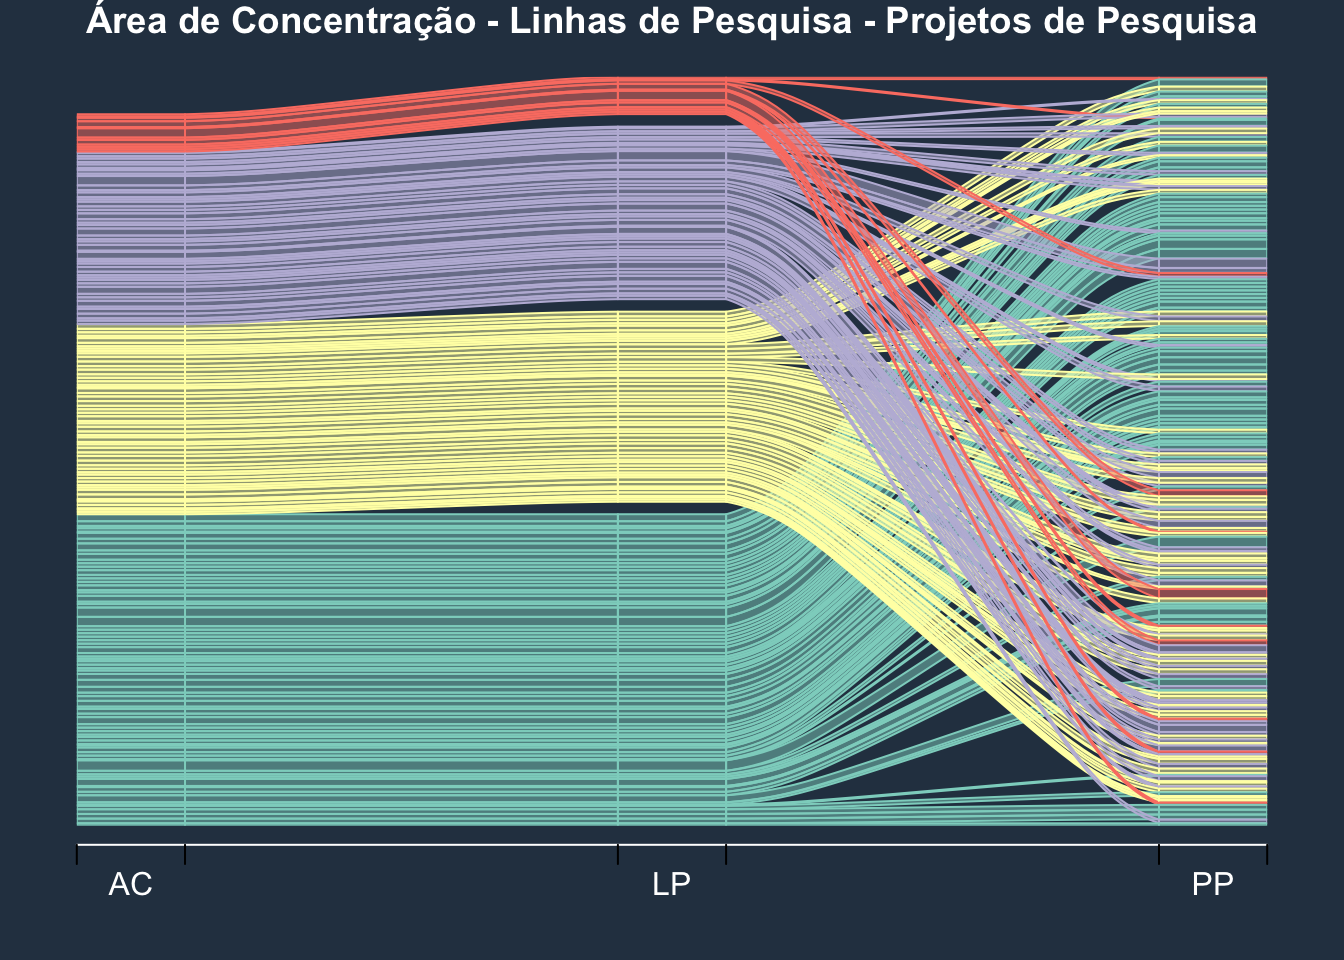 Área de Concentração - Linhas de Pesquisa - Projetos de Pesquisa
AC LP PP